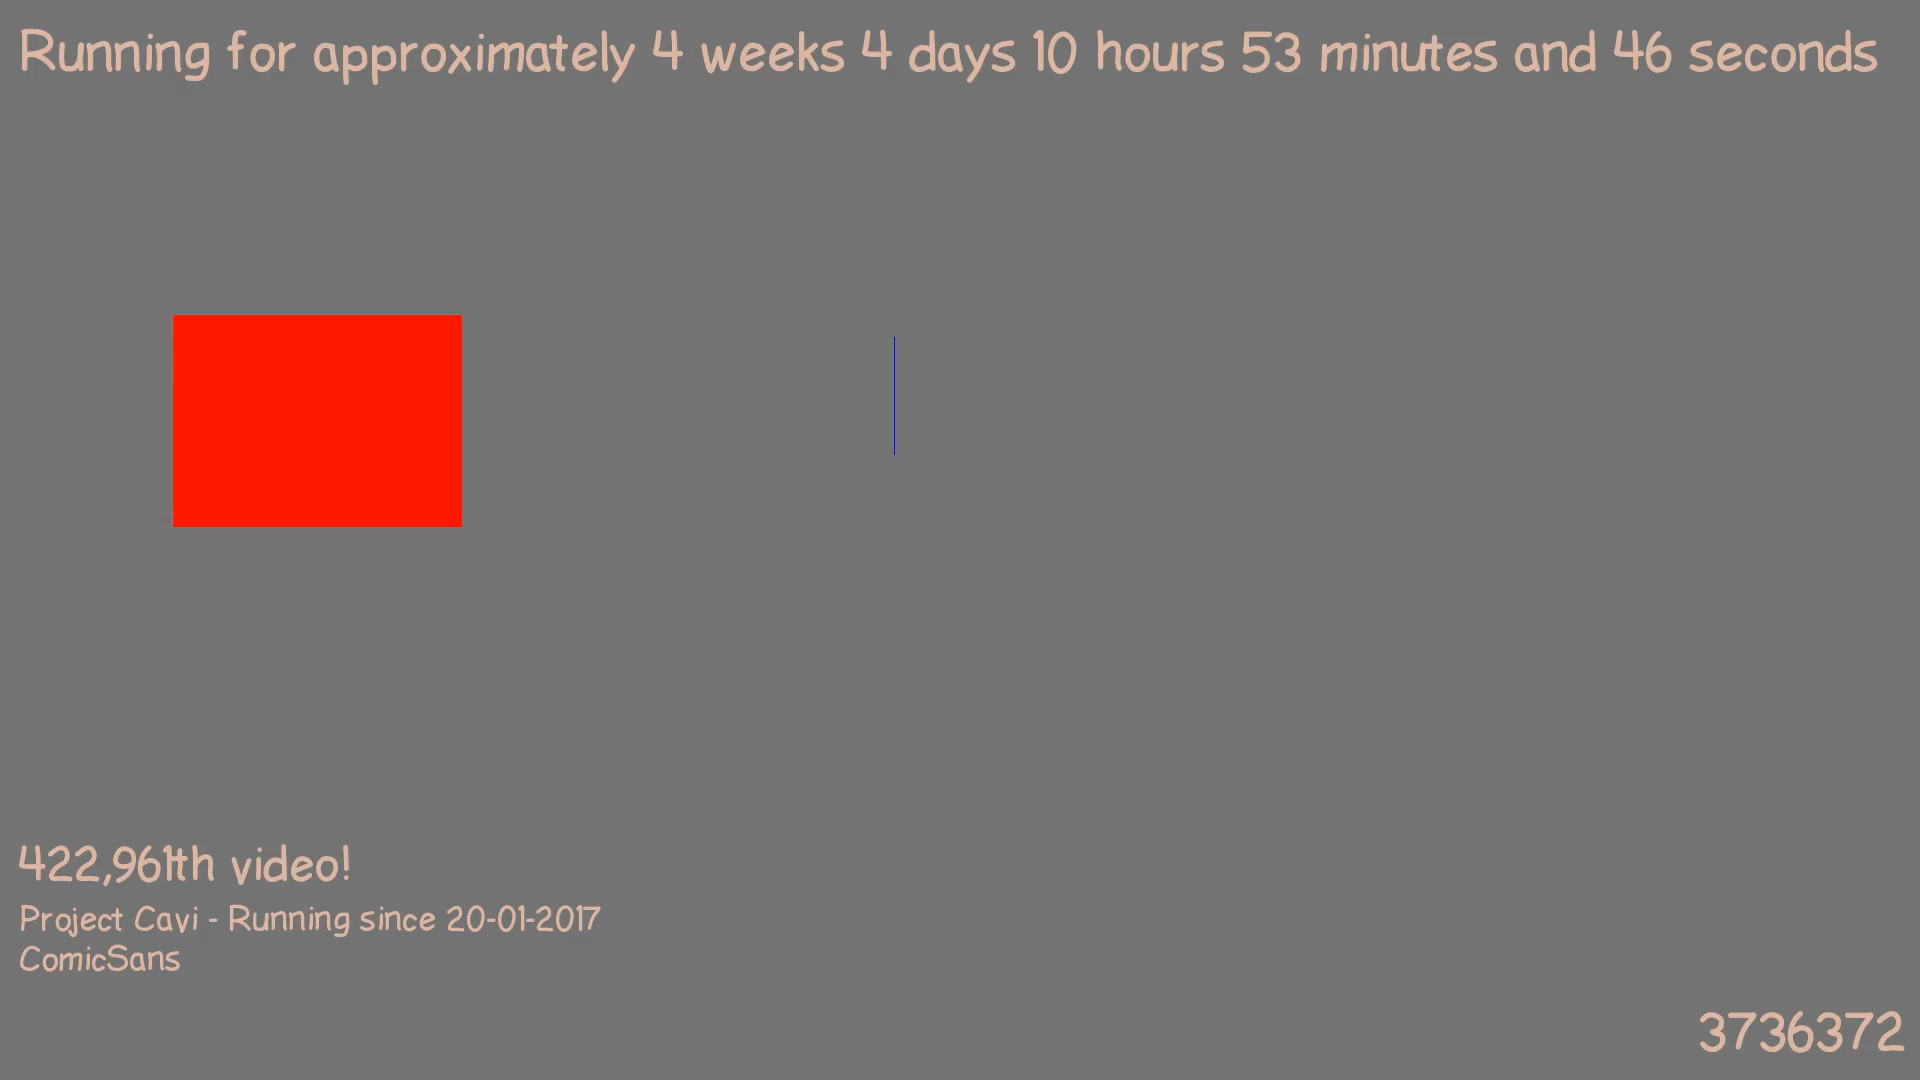 Running for approximately 4 weeks 4 days 10 hours 53 minutes and 46 seconds
422,961th video!
Project Cavi - Running since 20-01-2017
ComicSans
3736372